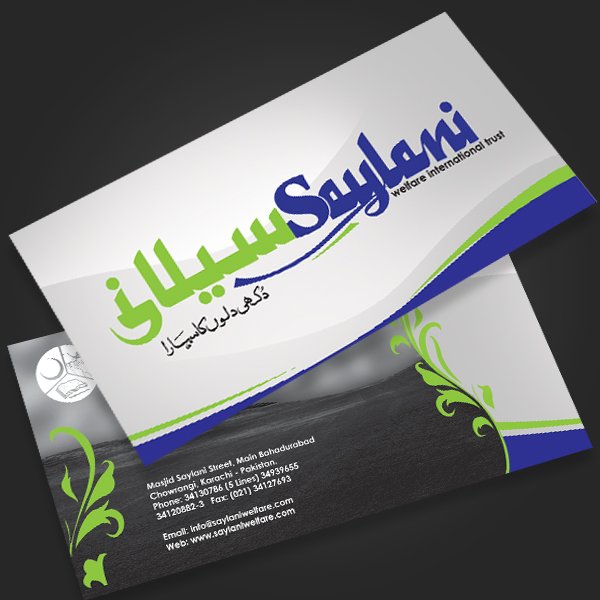 سیلانی Saylani
welfare international trust
دُکھی دلوں کا سہارا
Masjid Saylani Street, Main Bahadurabad
Chowrangi, Karachi - Pakistan.
Phone: 34130786 (5 Lines) 34939655
34120882-3 Fax: (021) 34127693
Email: info@saylaniwelfare.com
Web: www.saylaniwelfare.com